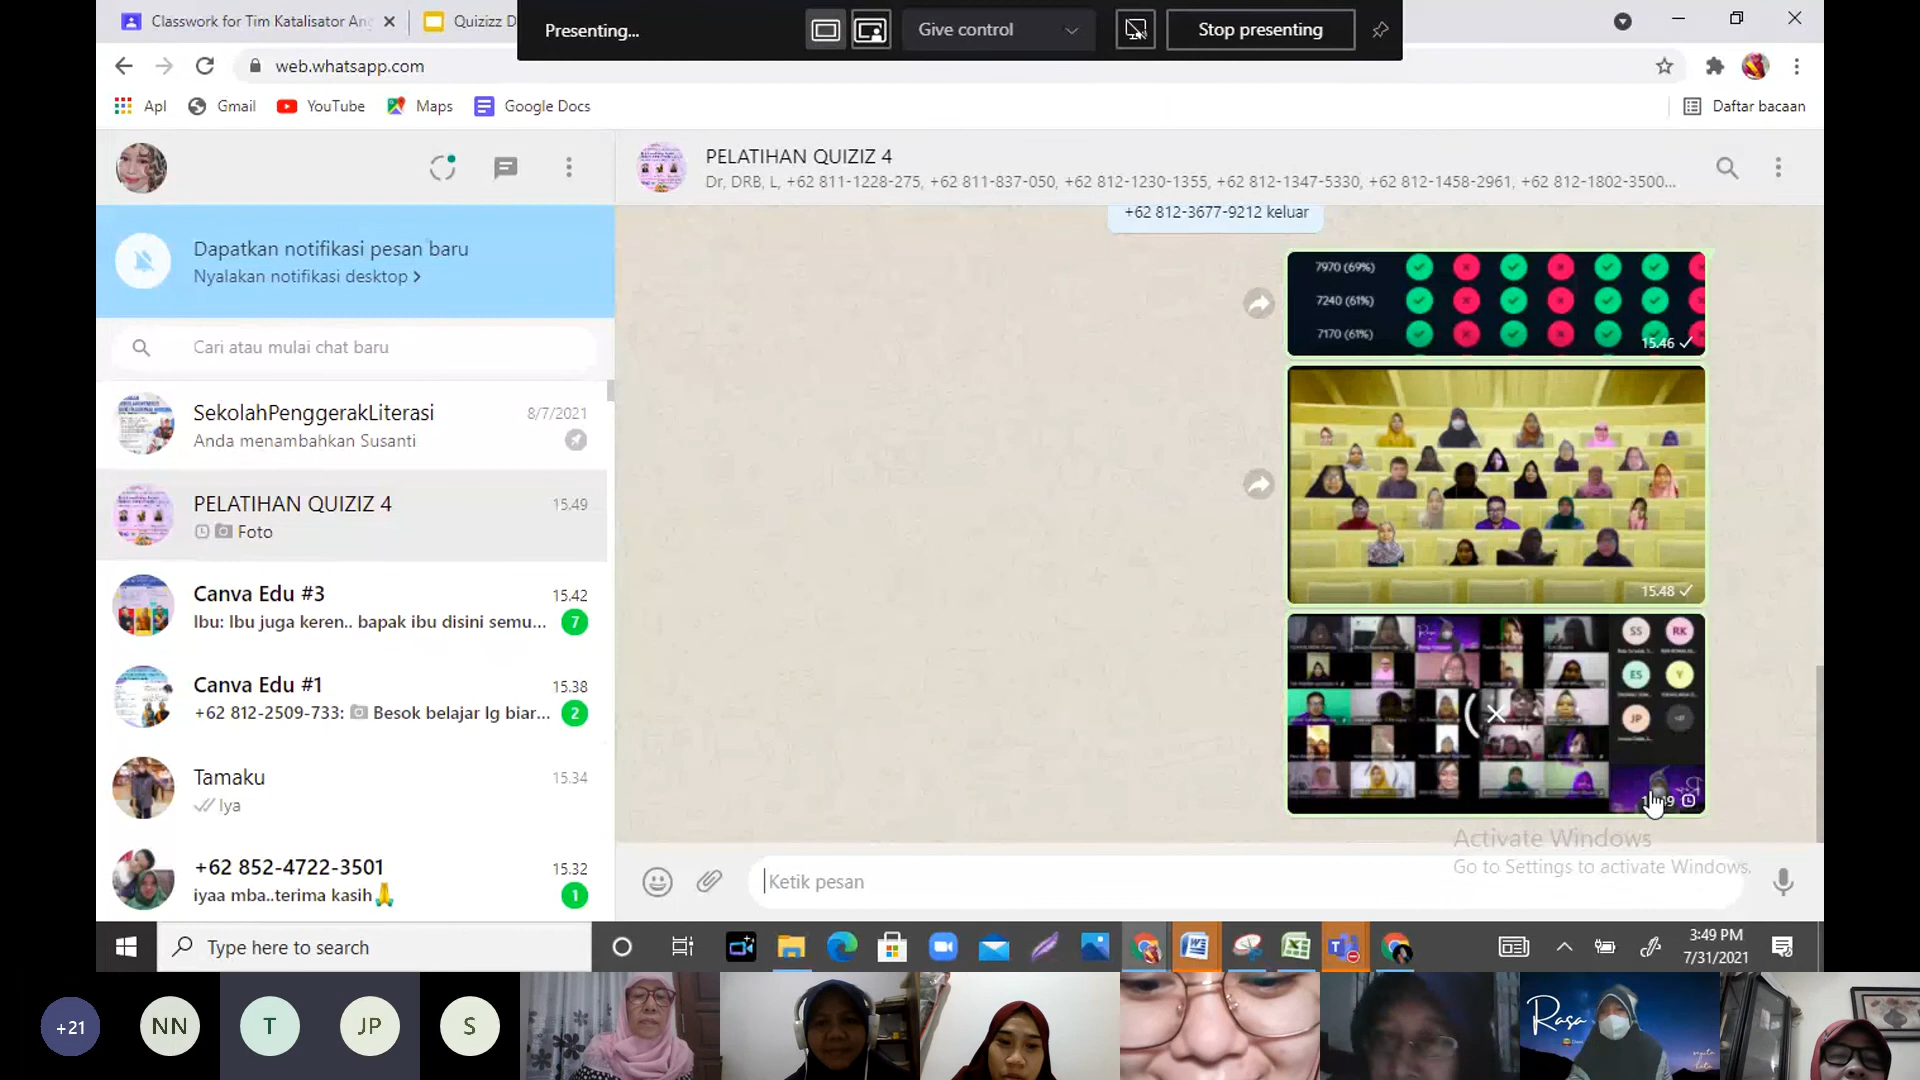 Classwork for Tim Katalisator An
Quizizz D
Presenting...
Give control
Stop presenting
web.whatsapp.com
Apl
Gmail
YouTube
Maps
Google Docs
Daftar bacaan
PELATIHAN QUIZIZ 4
Dr, DRB, L, +62 811-1228-275, +62 811-837-050, +62 812-1230-1355, +62 812-1347-5330, +62 812-1458-2961, +62 812-1802-3500...
Dapatkan notifikasi pesan baru
Nyalakan notifikasi desktop >
Cari atau mulai chat baru
SekolahPenggerakLiterasi
8/7/2021
Anda menambahkan Susanti
PELATIHAN QUIZIZ 4
15.49
Foto
Canva Edu #3
15.42
Ibu: Ibu juga keren.. bapak ibu disini semu...
7
Canva Edu #1
15.38
+62 812-2509-733: Besok belajar lg biar...
2
Tamaku
15.34
Iya
+62 852-4722-3501
15.32
iyaa mba..terima kasih🙏
1
+62 812-3677-9212 keluar
7970 (69%)
7240 (61%)
7170 (61%)
15.46
15.48
SS
RK
ES
Y
JP
Activate Windows
Go to Settings to activate Windows.
Ketik pesan
Type here to search
3:49 PM
7/31/2021
+21
NN
T
JP
S
Rasa